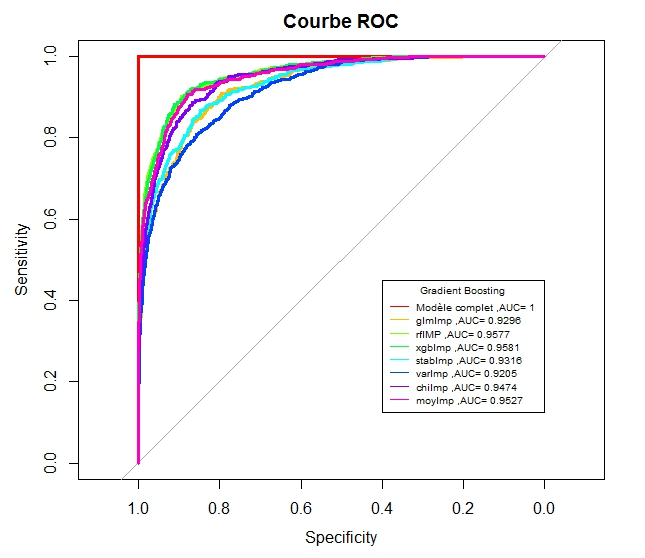 Courbe ROC
Sensitivity
1.0
0.8
0.6
0.4
0.2
0.0
Gradient Boosting
Modèle complet ,AUC= 1
glmImp ,AUC= 0.9296
rfIMP ,AUC= 0.9577
xgbImp ,AUC= 0.9581
stabImp ,AUC= 0.9316
varImp ,AUC= 0.9205
chiImp ,AUC= 0.9474
moyImp ,AUC= 0.9527
1.0 0.8 0.6 0.4 0.2 0.0
Specificity